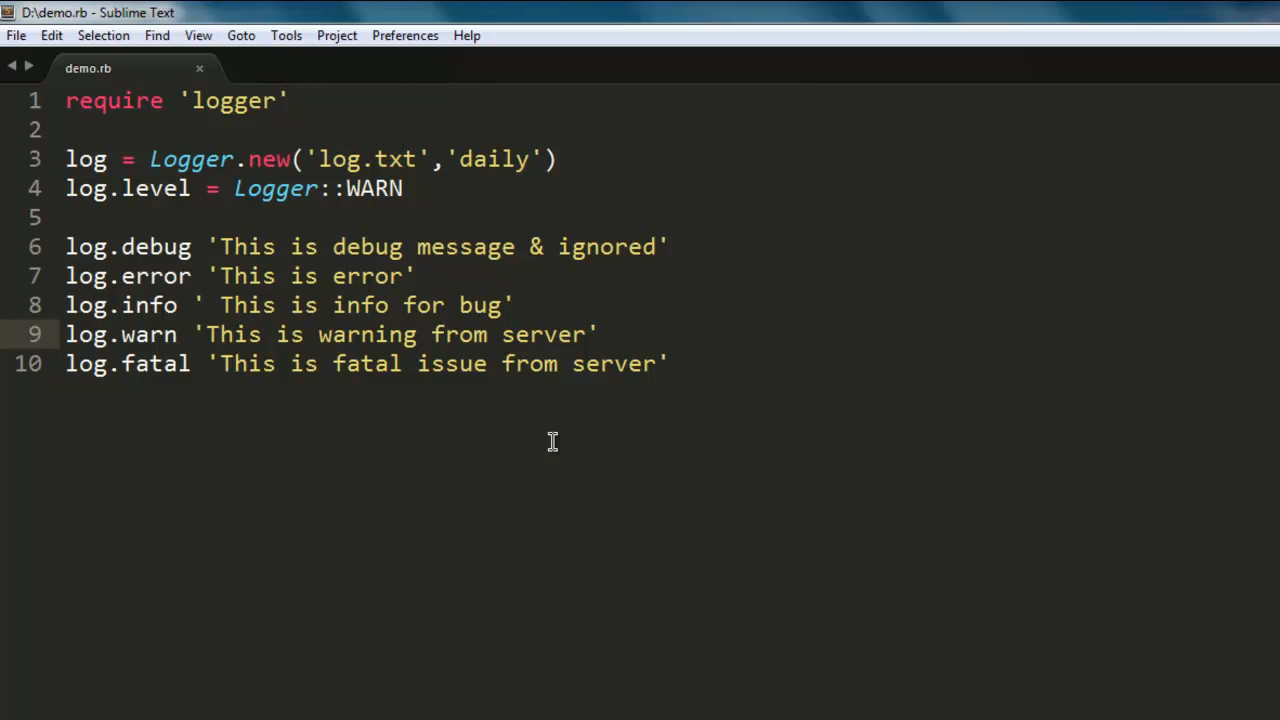 D:\demo.rb - Sublime Text
File Edit Selection Find View Goto Tools Project Preferences Help
demo.rb ×
1 require 'logger'
2
3 log = Logger.new('log.txt','daily')
4 log.level = Logger::WARN
5
6 log.debug 'This is debug message & ignored'
7 log.error 'This is error'
8 log.info ' This is info for bug'
9 log.warn 'This is warning from server'
10 log.fatal 'This is fatal issue from server'